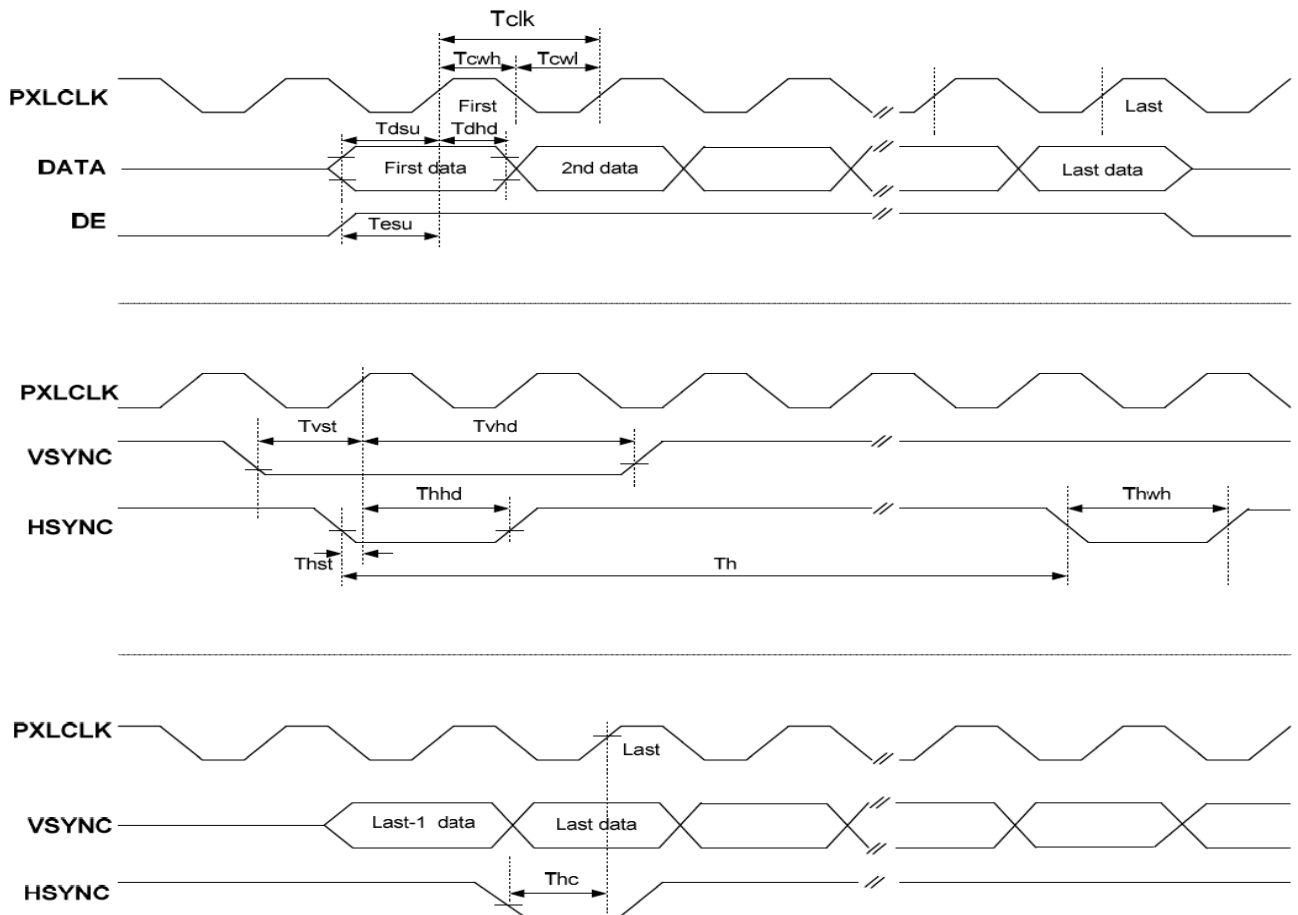 Tclk
Tcwh Tcwl
PXLCLK First Last
Tdsu Tdhd
DATA First data 2nd data Last data
DE
Tesu
PXLCLK
Tvst Tvhd
VSYNC
Thhd Thwh
HSYNC
Thst Th
PXLCLK
Last
VSYNC Last-1 data Last data
Thc
HSYNC